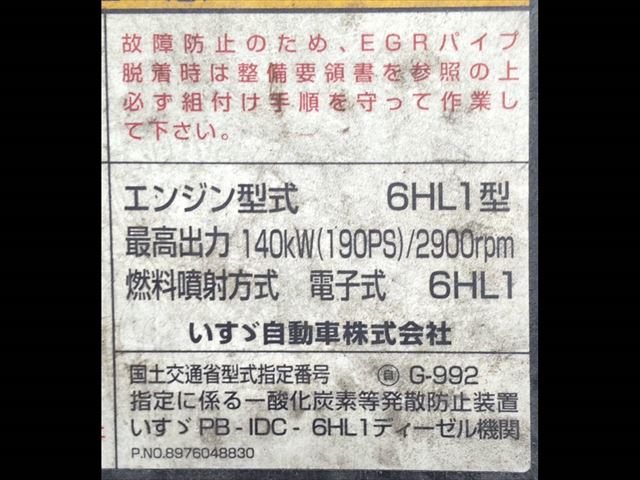 故障防止のため、EGRパイプ
脱着時は整備要領書を参照の上
必ず組付け手順を守って作業し
て下さい。
エンジン型式 6HL1型
最高出力 140kW(190PS)/2900rpm
燃料噴射方式 電子式 6HL1
いすゞ自動車株式会社
国土交通省型式指定番号 ㊂ G-992
指定に係る一酸化炭素等発散防止装置
いすゞPB-IDC-6HL1ディーゼル機関
P.NO.8976048830